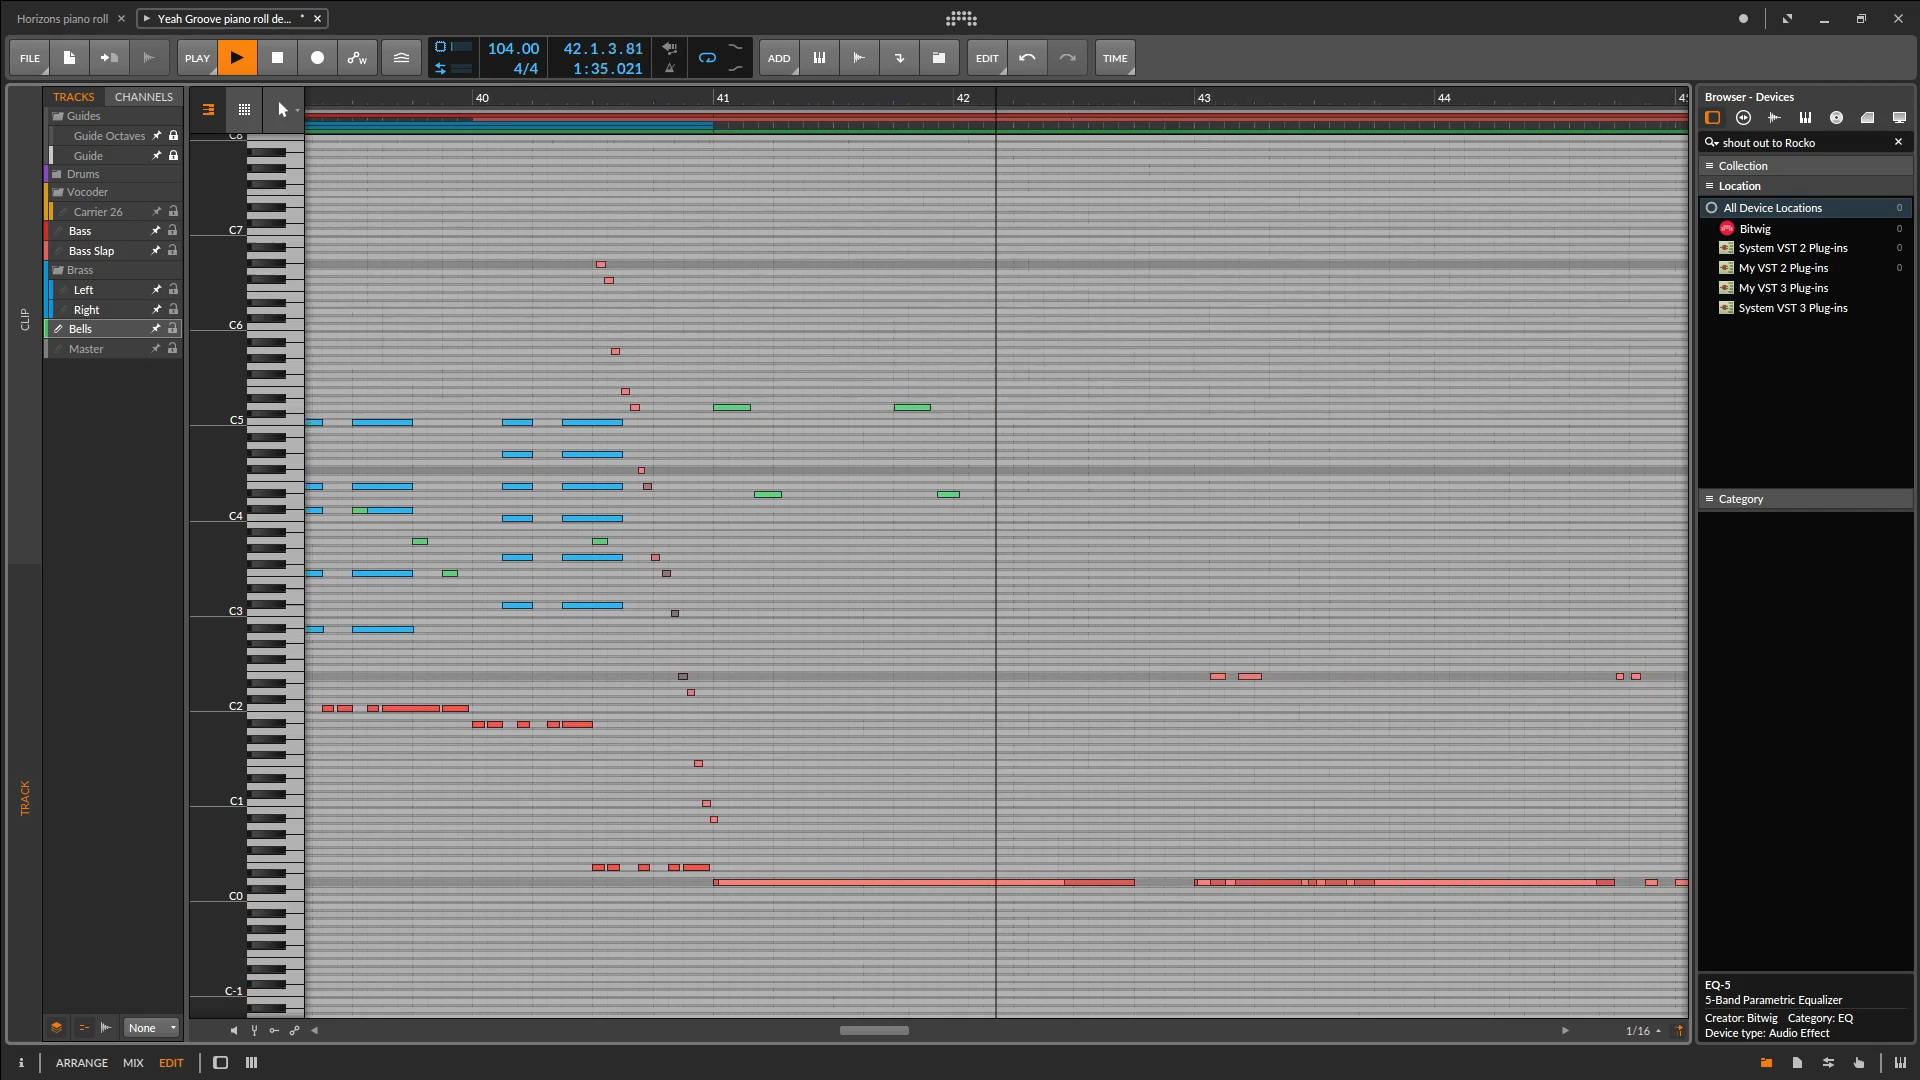 Horizons piano roll
Yeah Groove piano roll de... *
FILE
PLAY
104.00
4/4
42.1.3.81
1:35.021
ADD
EDIT
TIME
TRACKS CHANNELS
Guides
Guide Octaves
Guide
Drums
Vocoder
Carrier 26
Bass
Bass Slap
Brass
Left
Right
Bells
Master
CLIP
TRACK
None
40 41 42 43 44
C8
C7
C6
C5
C4
C3
C2
C1
C0
C-1
1/16
Browser - Devices
shout out to Rocko
Collection
Location
All Device Locations 0
Bitwig 0
System VST 2 Plug-ins 0
My VST 2 Plug-ins 0
My VST 3 Plug-ins
System VST 3 Plug-ins
Category
EQ-5
5-Band Parametric Equalizer
Creator: Bitwig Category: EQ
Device type: Audio Effect
i ARRANGE MIX EDIT